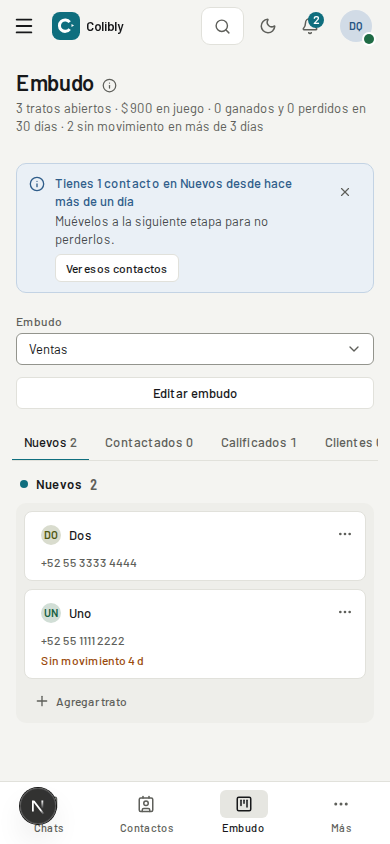 Colibly
2
DQ
Embudo
3 tratos abiertos · $900 en juego · 0 ganados y 0 perdidos en
30 días · 2 sin movimiento en más de 3 días
Tienes 1 contacto en Nuevos desde hace
más de un día
Muévelos a la siguiente etapa para no
perderlos.
Ver esos contactos
Embudo
Ventas
Editar embudo
Nuevos 2 Contactados 0 Calificados 1 Clientes
Nuevos 2
DO Dos
+52 55 3333 4444
UN Uno
+52 55 1111 2222
Sin movimiento 4 d
Agregar trato
N
Chats Contactos Embudo Más